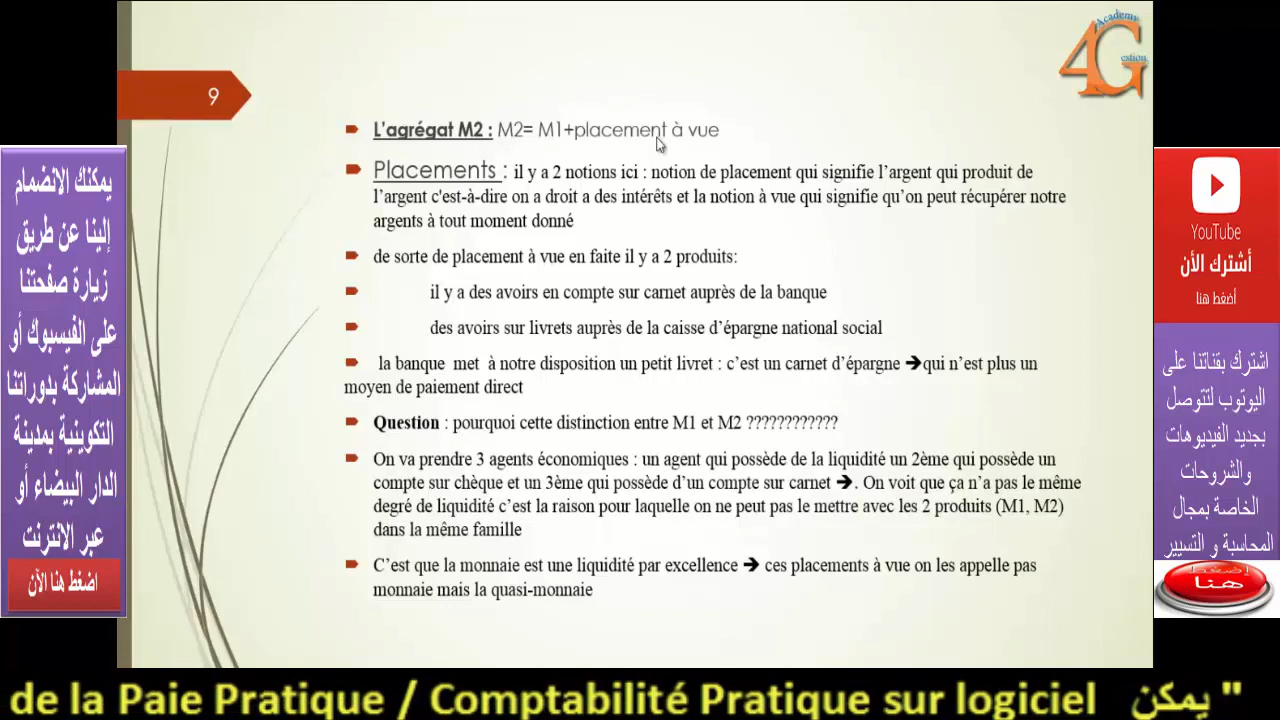 Academy
4G
estion
9
L'agrégat M2 : M2= M1+placement à vue
Placements : il y a 2 notions ici : notion de placement qui signifie l'argent qui produit de
l'argent c'est-à-dire on a droit a des intérêts et la notion à vue qui signifie qu'on peut récupérer notre
argents à tout moment donné
de sorte de placement à vue en faite il y a 2 produits:
il y a des avoirs en compte sur carnet auprès de la banque
des avoirs sur livrets auprès de la caisse d'épargne national social
la banque met à notre disposition un petit livret : c'est un carnet d'épargne ➔qui n'est plus un
moyen de paiement direct
Question : pourquoi cette distinction entre M1 et M2 ????????????
On va prendre 3 agents économiques : un agent qui possède de la liquidité un 2ème qui possède un
compte sur chèque et un 3ème qui possède d'un compte sur carnet ➔. On voit que ça n'a pas le même
degré de liquidité c'est la raison pour laquelle on ne peut pas le mettre avec les 2 produits (M1, M2)
dans la même famille
C'est que la monnaie est une liquidité par excellence ➔ ces placements à vue on les appelle pas
monnaie mais la quasi-monnaie
يمكنك الانضمام
إلينا عن طريق
زيارة صفحتنا
على الفيسبوك أو
المشاركة بدوراتنا
التكوينية بمدينة
الدار البيضاء أو
عبر الانترنت
اضغط هنا الآن
YouTube
أشترك الأن
أضغط هنا
اشترك بقناتنا على
اليوتوب لتتوصل
بجديد الفيديوهات
والشروحات
الخاصة بمجال
المحاسبة و التسيير
إضغط
هنا
de la Paie Pratique / Comptabilité Pratique sur logiciel يمكن "